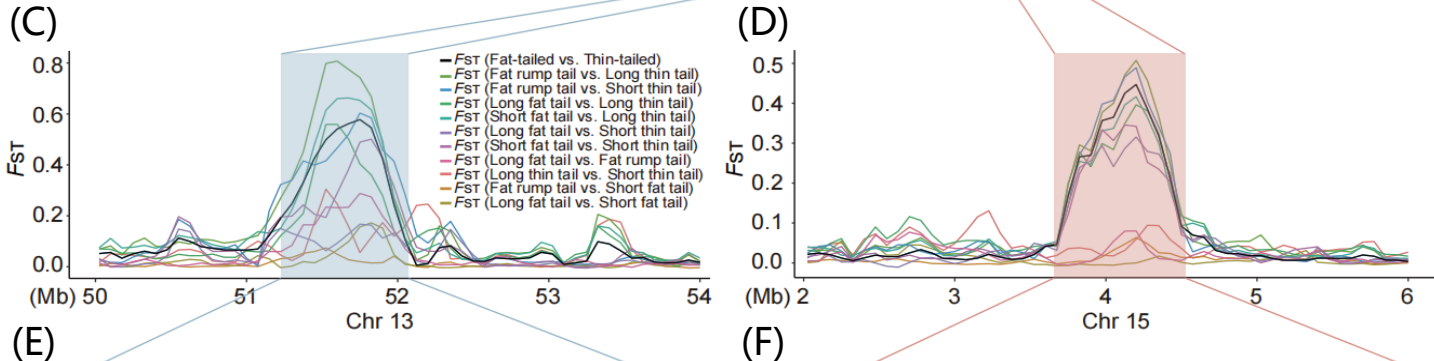 (C)
0.8
0.6
0.4
0.2
0.0
FST
FST (Fat-tailed vs. Thin-tailed)
FST (Fat rump tail vs. Long thin tail)
FST (Fat rump tail vs. Short thin tail)
FST (Long fat tail vs. Long thin tail)
FST (Short fat tail vs. Long thin tail)
FST (Long fat tail vs. Short thin tail)
FST (Short fat tail vs. Short thin tail)
FST (Long fat tail vs. Fat rump tail)
FST (Long thin tail vs. Short thin tail)
FST (Fat rump tail vs. Short fat tail)
FST (Long fat tail vs. Short fat tail)
(Mb) 50 51 52 53 54
Chr 13
(D)
0.5
0.4
0.3
0.2
0.1
0.0
FST
(Mb) 2 3 4 5 6
Chr 15
(E)
(F)